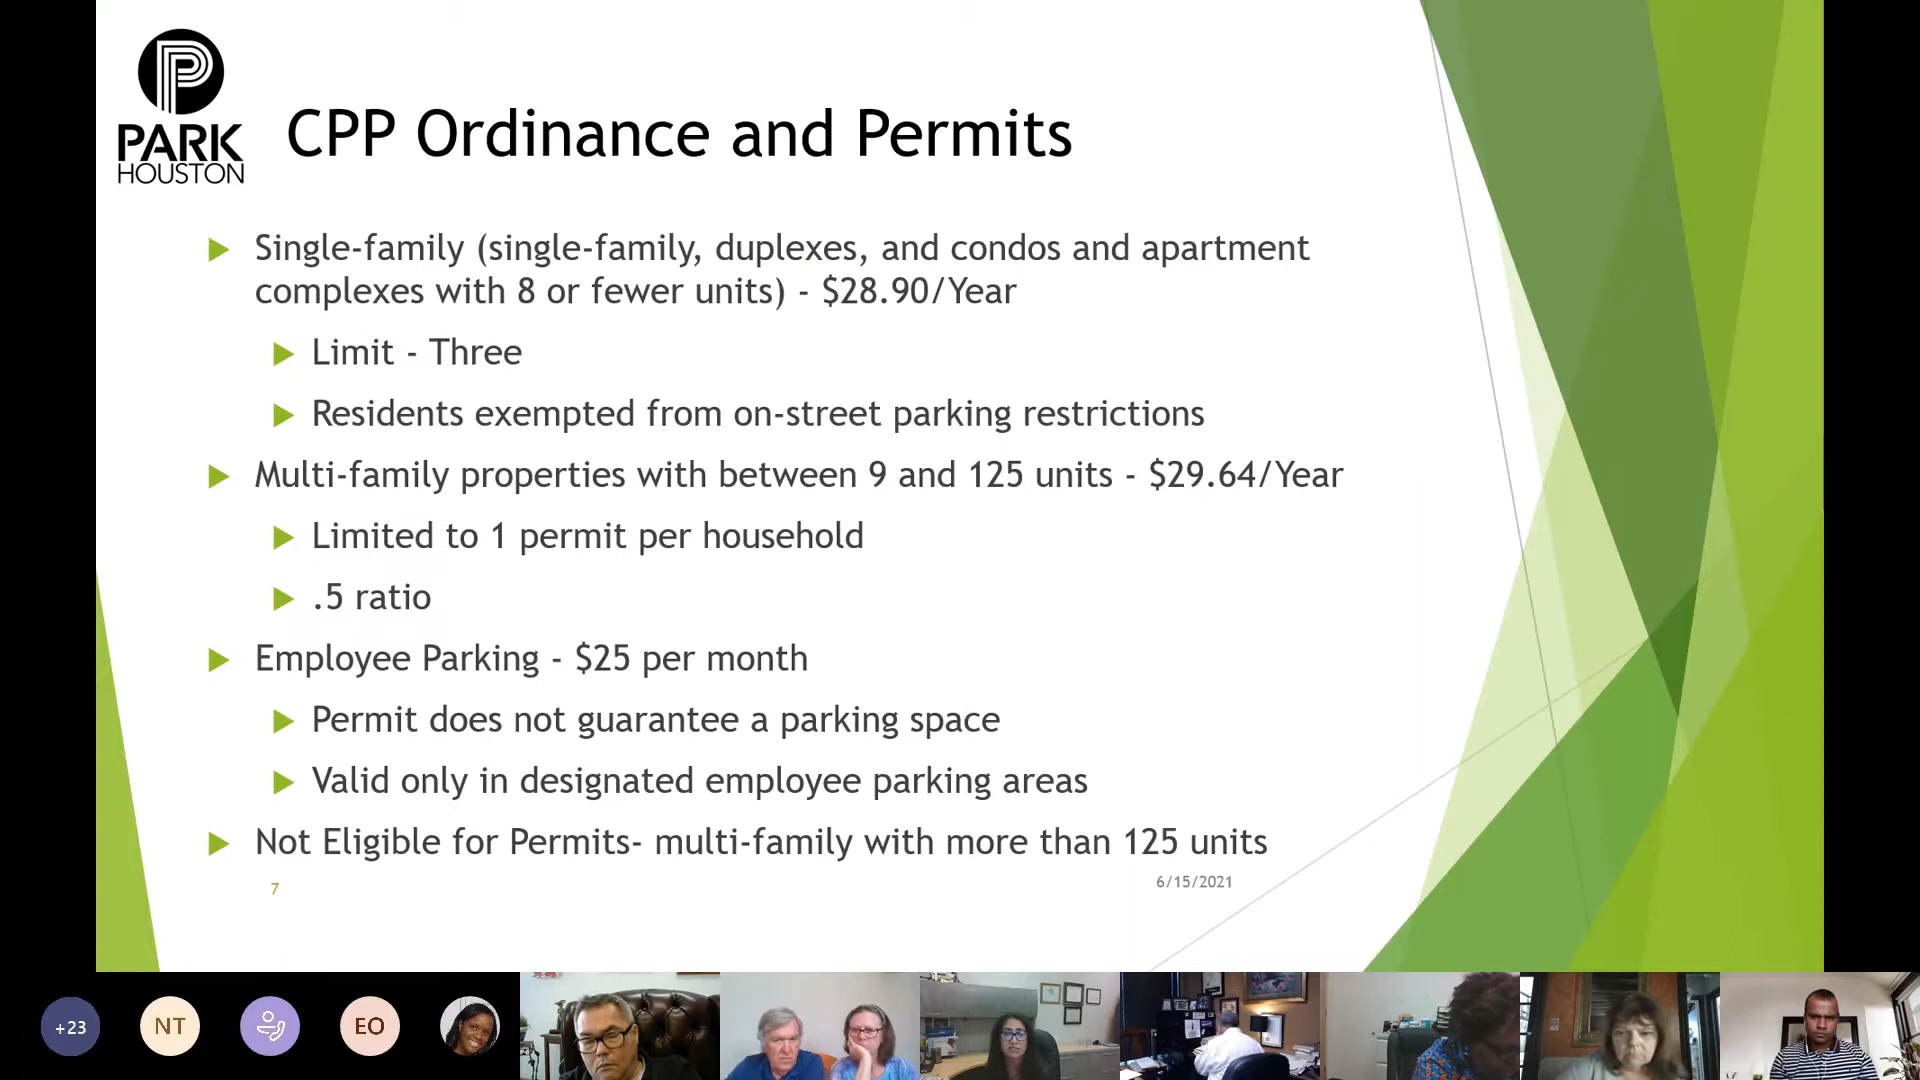 PARK
HOUSTON
CPP Ordinance and Permits
Single-family (single-family, duplexes, and condos and apartment
complexes with 8 or fewer units) - $28.90/Year
Limit - Three
Residents exempted from on-street parking restrictions
Multi-family properties with between 9 and 125 units - $29.64/Year
Limited to 1 permit per household
.5 ratio
Employee Parking - $25 per month
Permit does not guarantee a parking space
Valid only in designated employee parking areas
Not Eligible for Permits- multi-family with more than 125 units
7
6/15/2021
+23
NT
EO